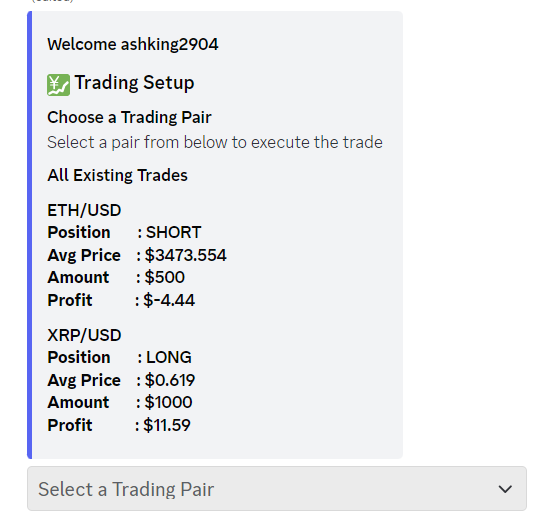 Welcome ashking2904
Trading Setup
Choose a Trading Pair
Select a pair from below to execute the trade
All Existing Trades
ETH/USD
Position : SHORT
Avg Price : $3473.554
Amount : $500
Profit : $-4.44
XRP/USD
Position : LONG
Avg Price : $0.619
Amount : $1000
Profit : $11.59
Select a Trading Pair